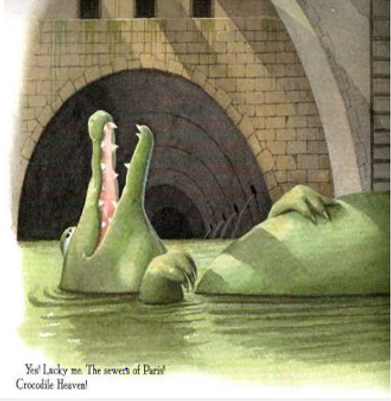 Yes! Lucky me. The sewers of Paris!
Crocodile Heaven!